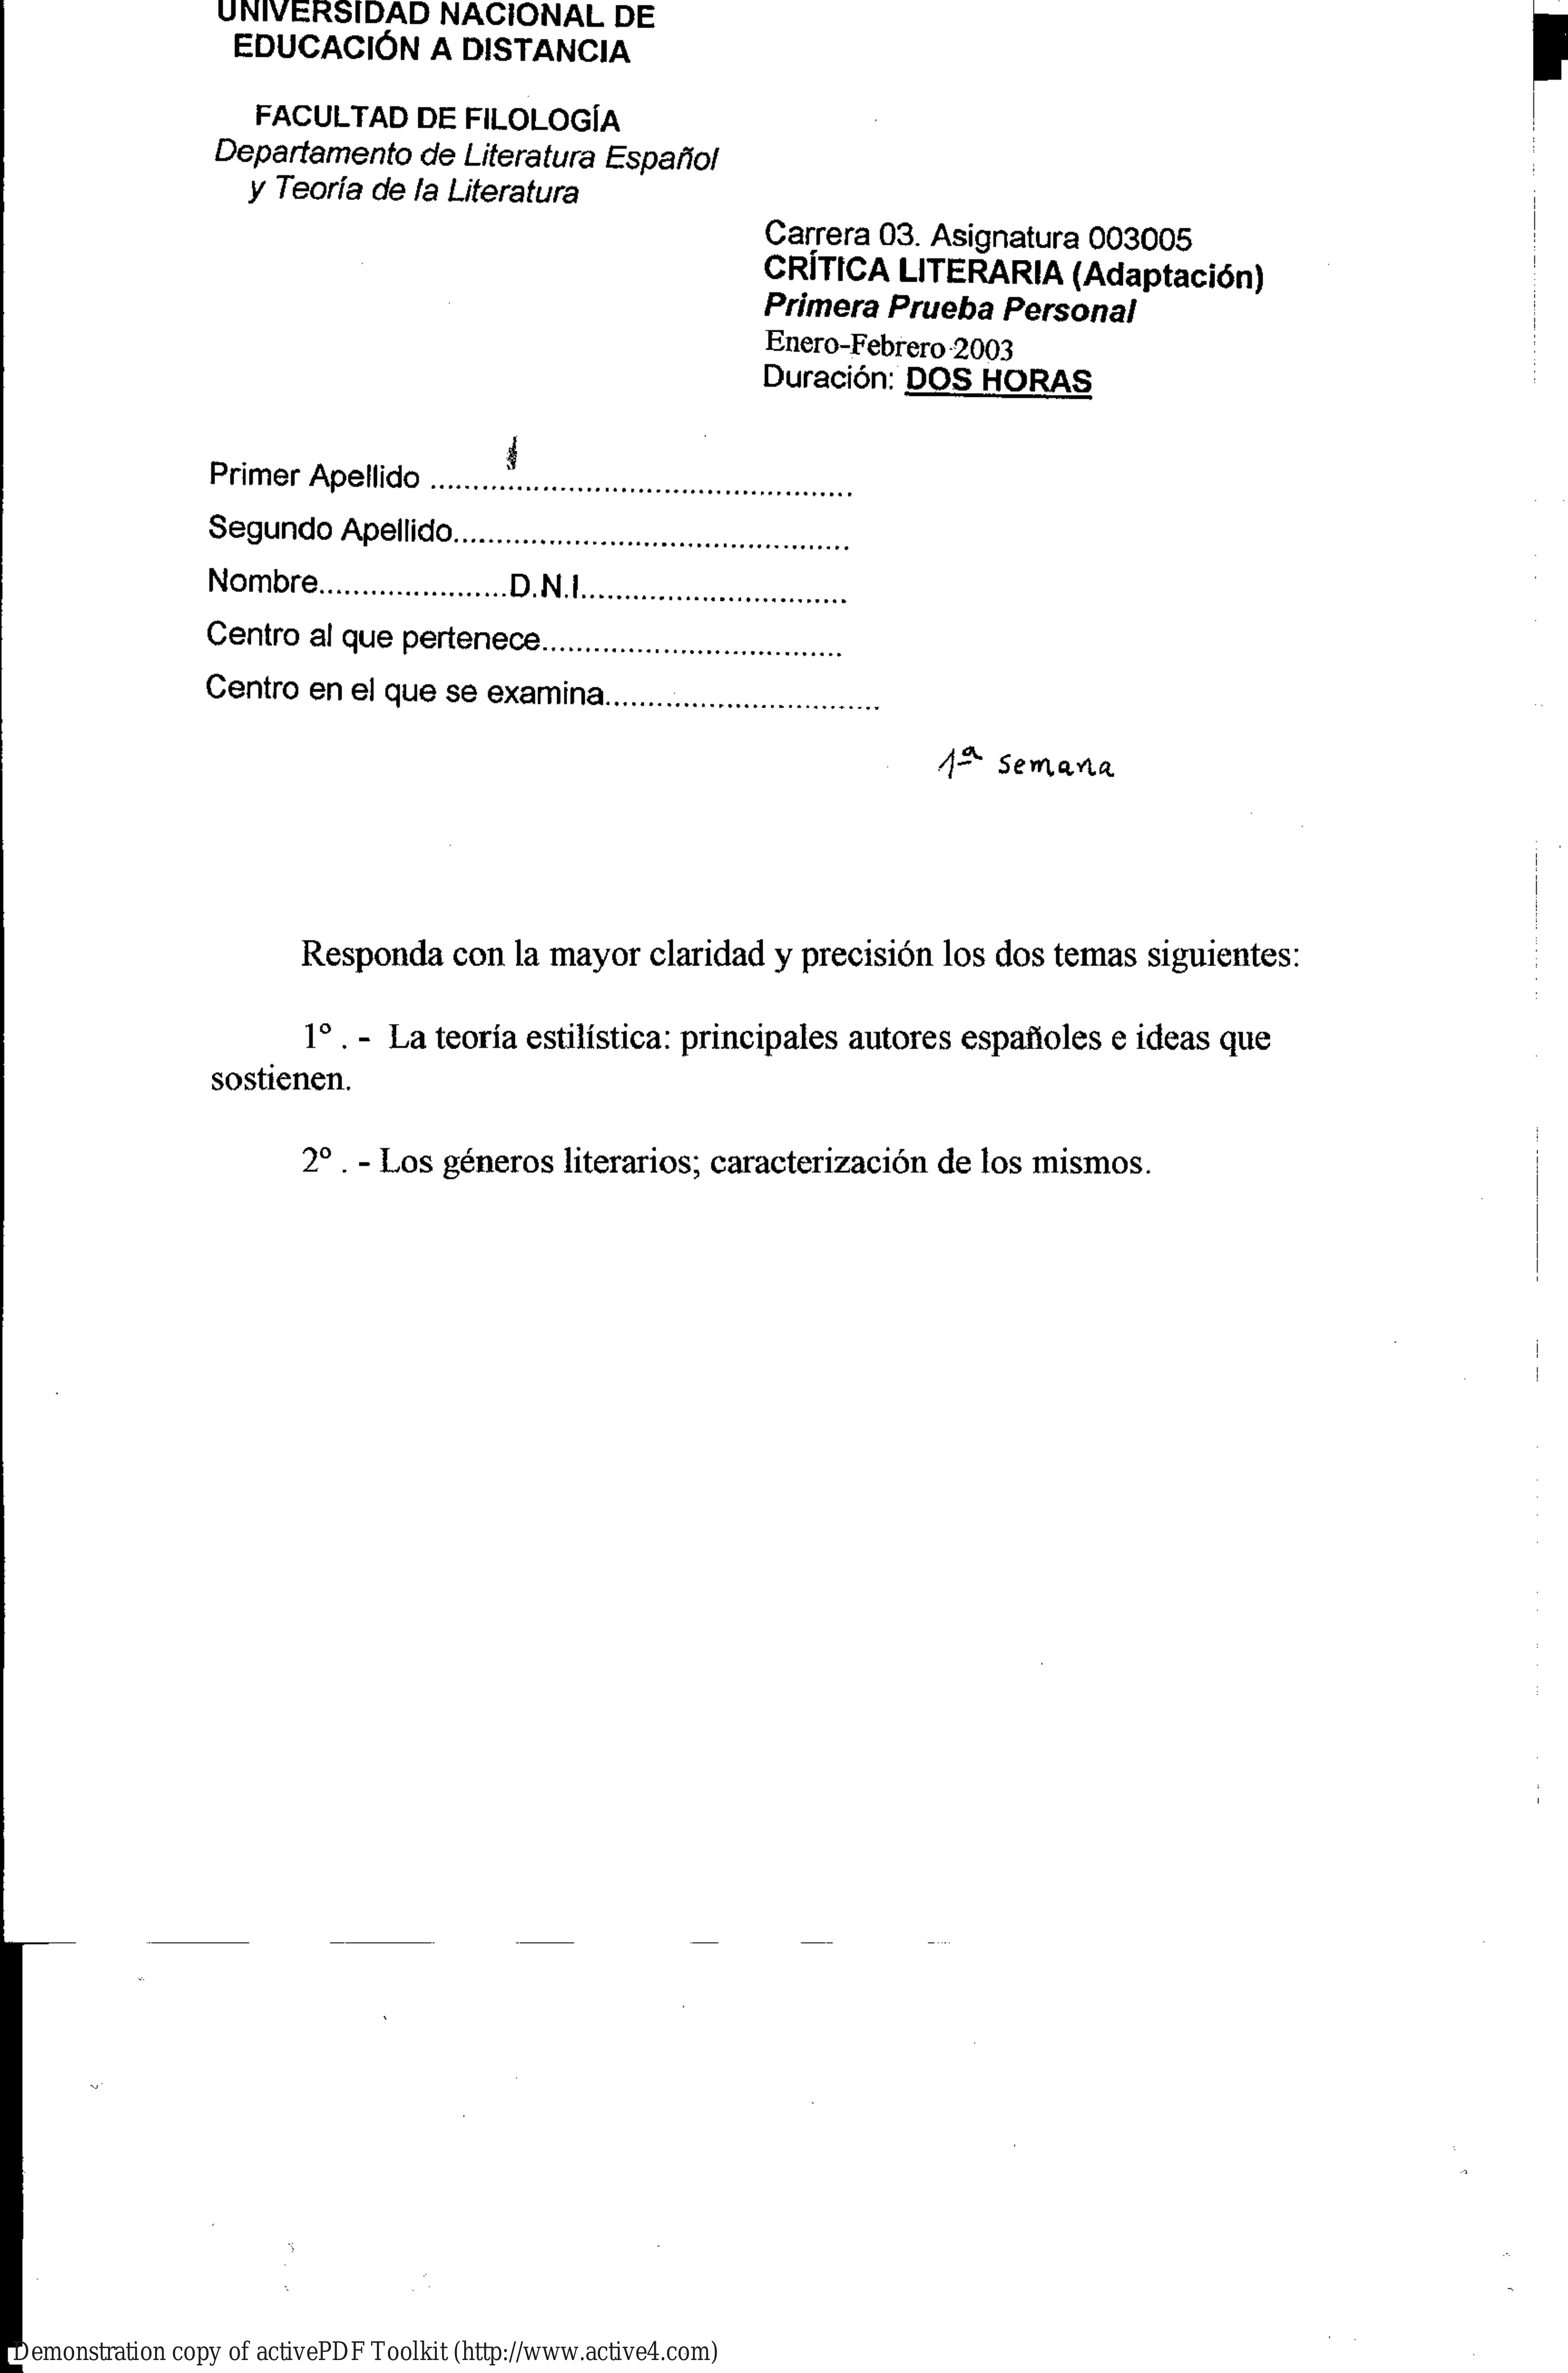 UNIVERSIDAD NACIONAL DE
EDUCACIÓN A DISTANCIA
FACULTAD DE FILOLOGÍA
Departamento de Literatura Español
y Teoría de la Literatura
Carrera 03. Asignatura 003005
CRÍTICA LITERARIA (Adaptación)
Primera Prueba Personal
Enero-Febrero 2003
Duración: DOS HORAS
Primer Apellido ..................................................
Segundo Apellido...............................................
Nombre......................D.N.I................................
Centro al que pertenece....................................
Centro en el que se examina................................
1ª semana
Responda con la mayor claridad y precisión los dos temas siguientes:
1º . - La teoría estilística: principales autores españoles e ideas que
sostienen.
2º . - Los géneros literarios; caracterización de los mismos.
Demonstration copy of activePDF Toolkit (http://www.active4.com)